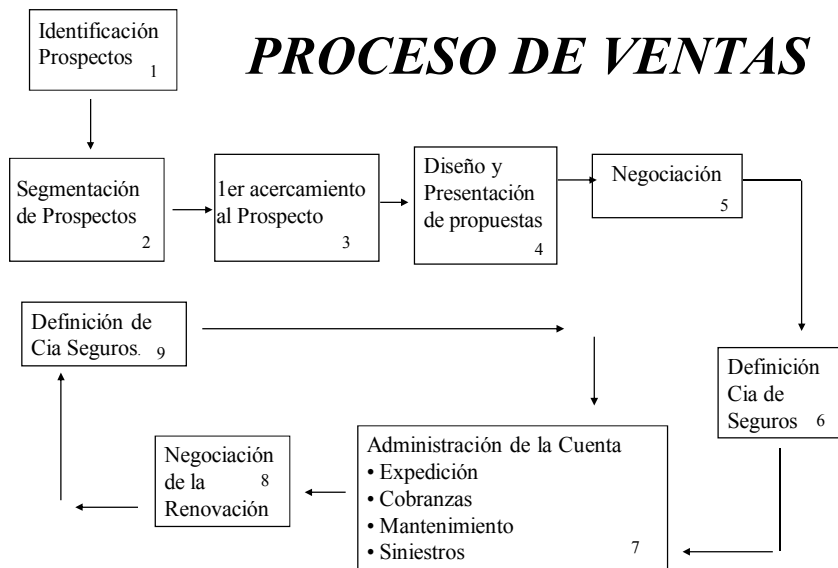 PROCESO DE VENTAS
Identificación
Prospectos
1
Segmentación
de Prospectos
2
1er acercamiento
al Prospecto
3
Diseño y
Presentación
de propuestas
4
Negociación
5
Definición
Cia de
Seguros
6
Administración de la Cuenta
• Expedición
• Cobranzas
• Mantenimiento
• Siniestros
7
Negociación
de la
Renovación
8
Definición de
Cia Seguros.
9